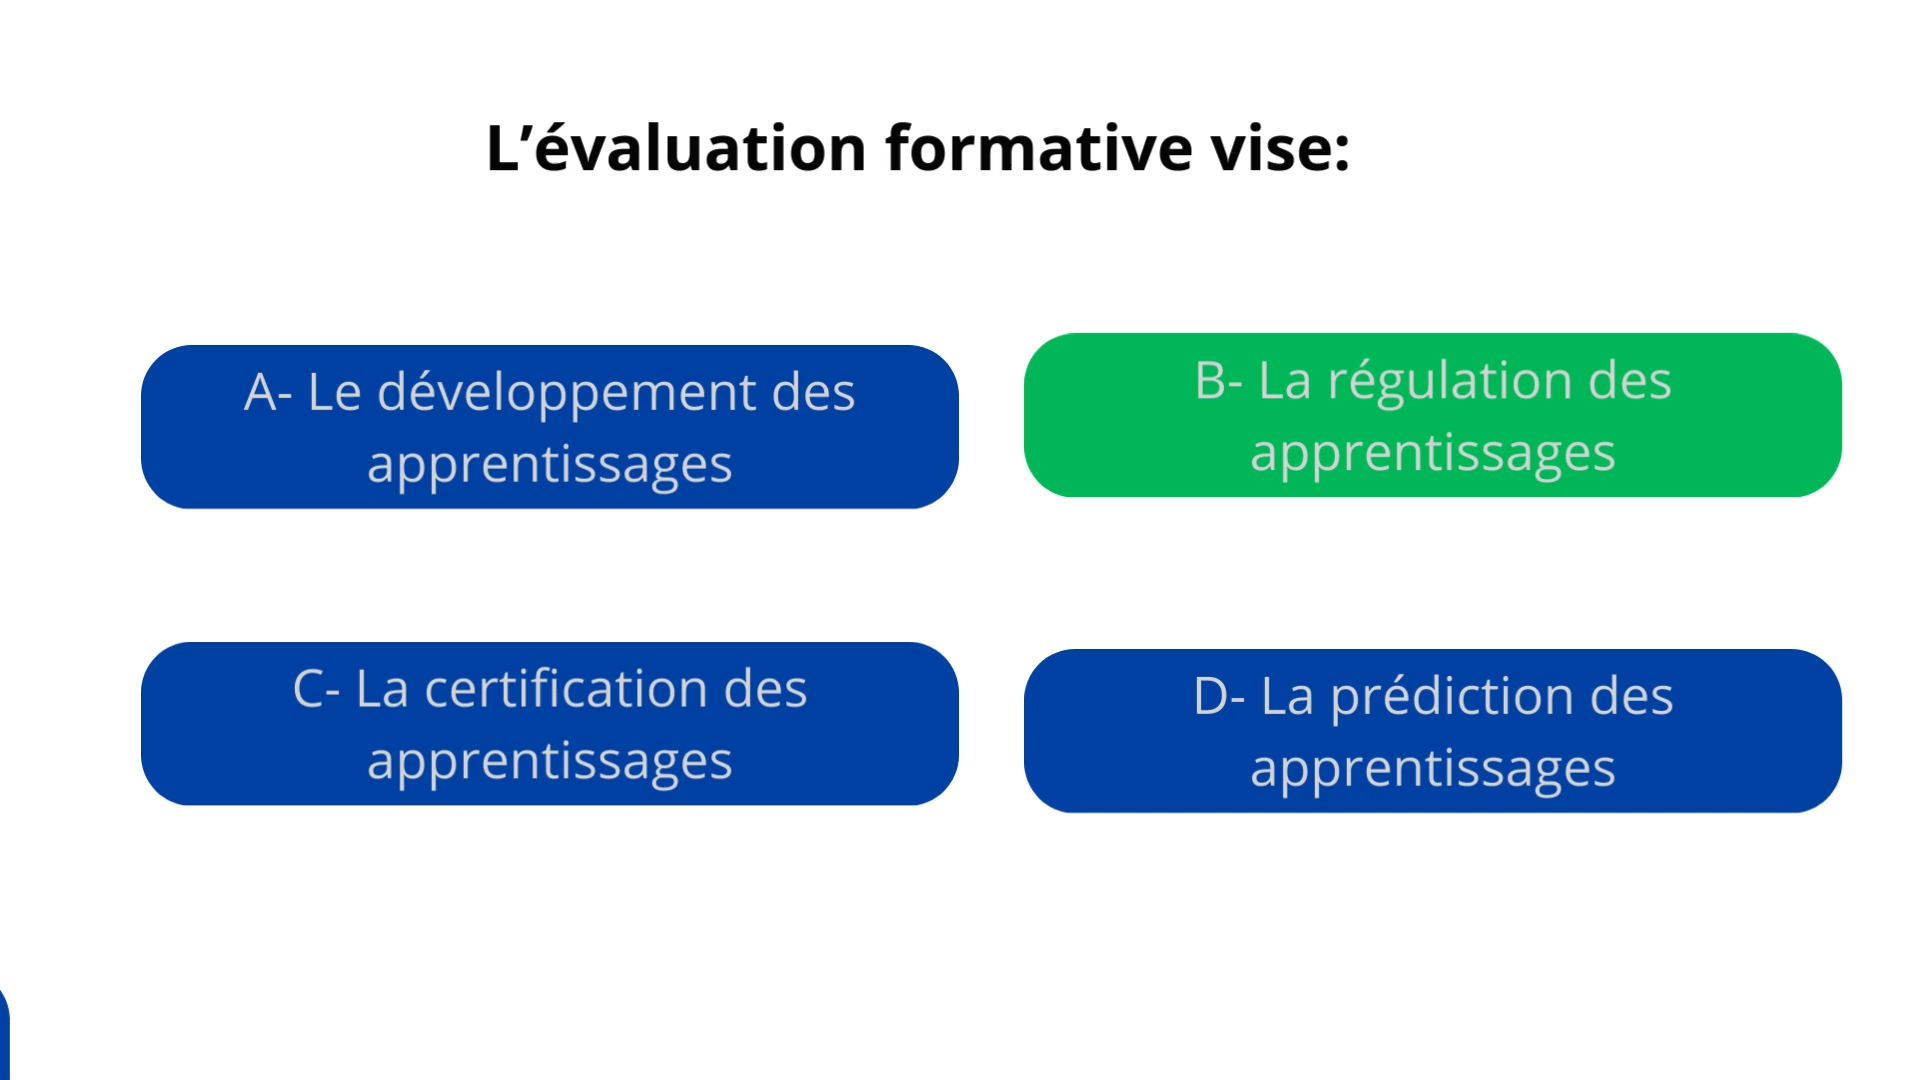 L’évaluation formative vise:
A- Le développement des
apprentissages
B- La régulation des
apprentissages
C- La certification des
apprentissages
D- La prédiction des
apprentissages